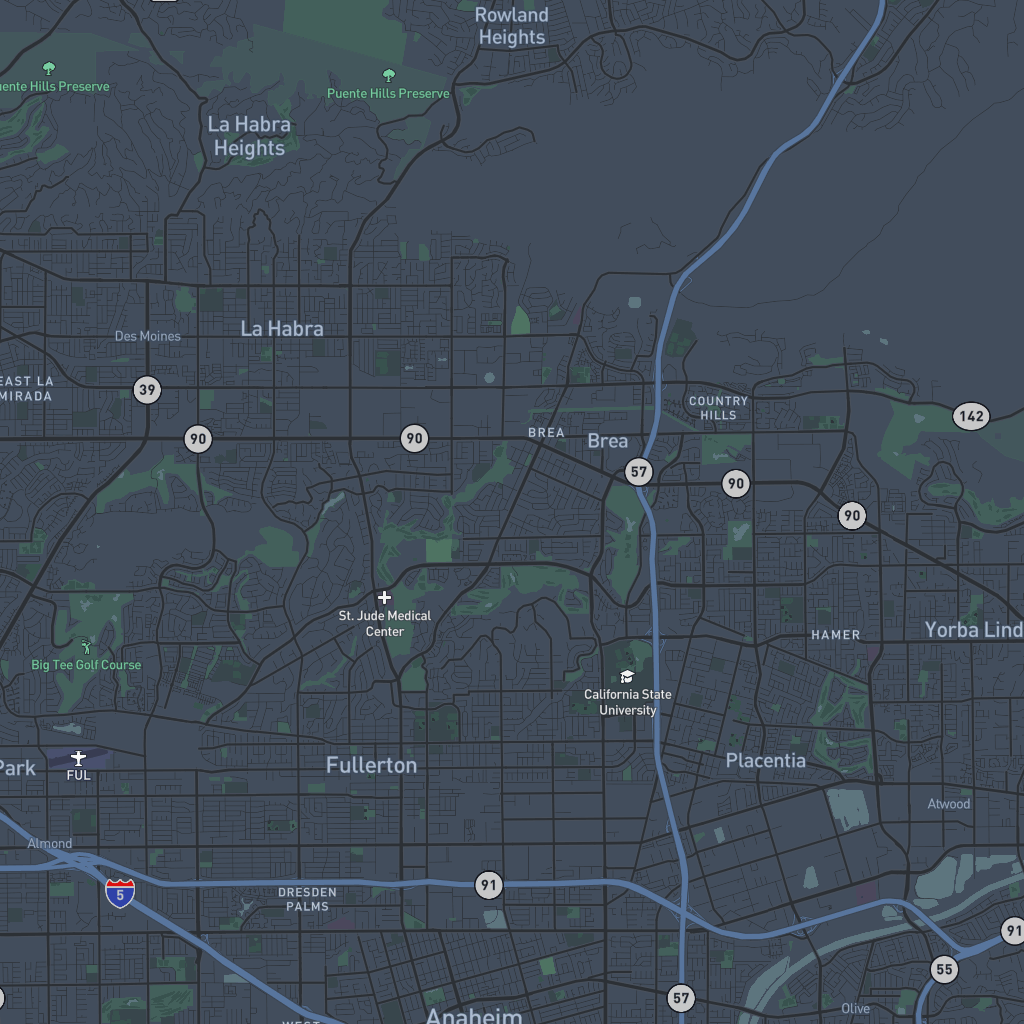 Rowland
Heights
uente Hills Preserve
Puente Hills Preserve
La Habra
Heights
La Habra
Des Moines
EAST LA
MIRADA
39
COUNTRY
HILLS
142
90
90
BREA
Brea
57
90
90
St. Jude Medical
Center
HAMER
Yorba Lind
Big Tee Golf Course
California State
University
Park
FUL
Fullerton
Placentia
Atwood
Almond
5
91
DRESDEN
PALMS
91
55
57
Olive
WEST
Anaheim